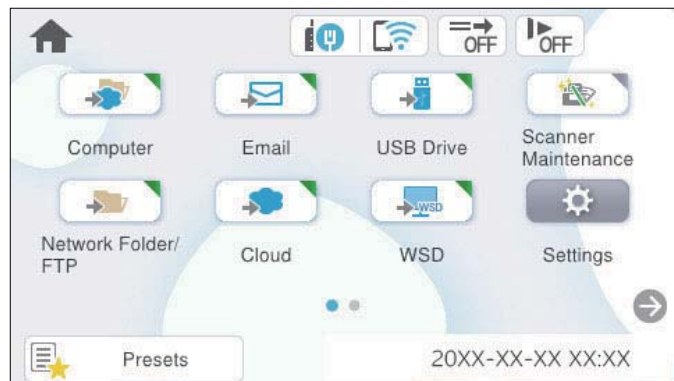 OFF
OFF
Computer
Email
USB Drive
Scanner
Maintenance
WSD
Network Folder/
FTP
Cloud
WSD
Settings
Presets
20XX-XX-XX XX:XX